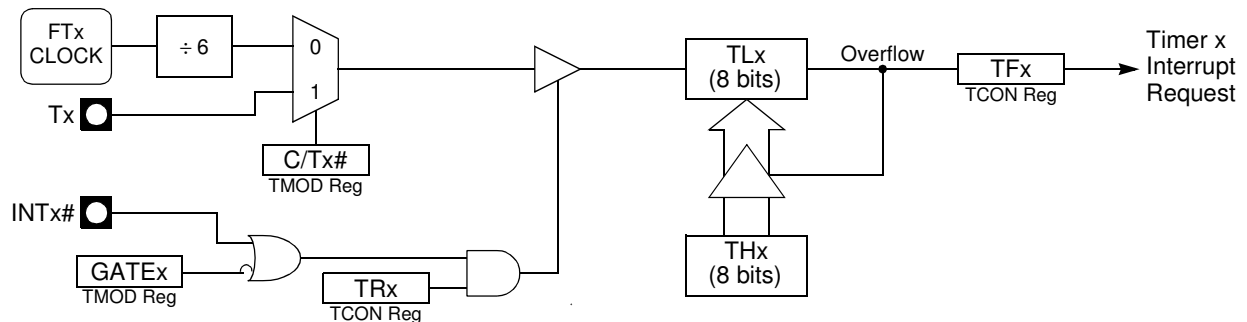 FTx
CLOCK
÷ 6
0
1
Tx
C/Tx#
TMOD Reg
TLx
(8 bits)
Overflow
TFx
TCON Reg
Timer x
Interrupt
Request
INTx#
GATEx
TMOD Reg
TRx
TCON Reg
THx
(8 bits)